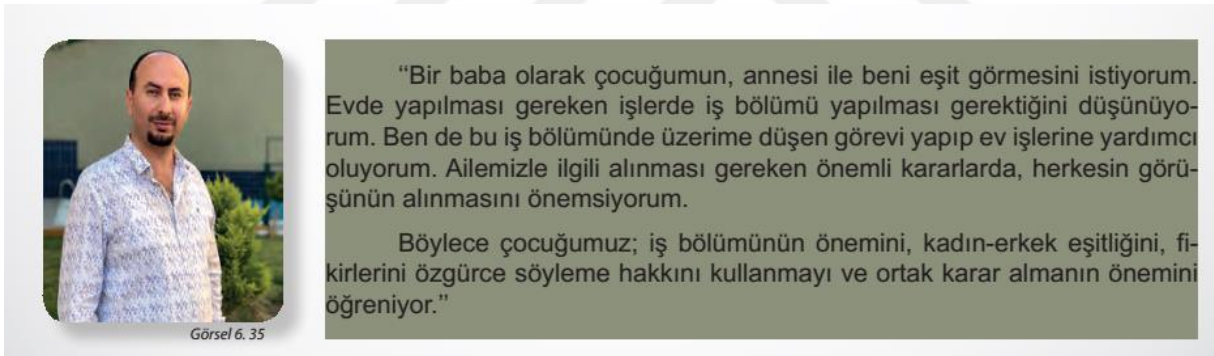 “Bir baba olarak çocuğumun, annesi ile beni eşit görmesini istiyorum.
Evde yapılması gereken işlerde iş bölümü yapılması gerektiğini düşünüyo-
rum. Ben de bu iş bölümünde üzerime düşen görevi yapıp ev işlerine yardımcı
oluyorum. Ailemizle ilgili alınması gereken önemli kararlarda, herkesin görü-
şünün alınmasını önemsiyorum.
Böylece çocuğumuz; iş bölümünün önemini, kadın-erkek eşitliğini, fi-
kirlerini özgürce söyleme hakkını kullanmayı ve ortak karar almanın önemini
öğreniyor.”
Görsel 6. 35